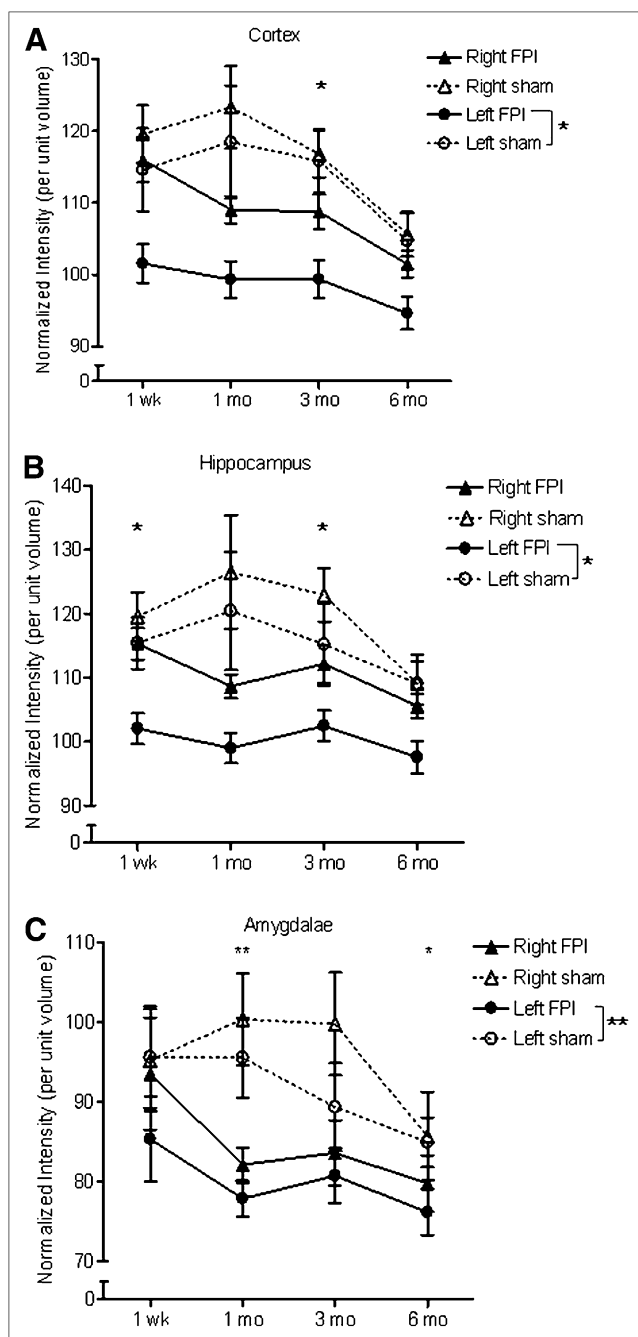 A
Cortex
130
120
110
100
90
0
Normalized Intensity (per unit volume)
1 wk 1 mo 3 mo 6 mo
*
Right FPI
Right sham
Left FPI
Left sham
*
B
Hippocampus
140
130
120
110
100
90
0
Normalized Intensity (per unit volume)
1 wk 1 mo 3 mo 6 mo
* *
Right FPI
Right sham
Left FPI
Left sham
*
C
Amygdalae
110
100
90
80
70
0
Normalized Intensity (per unit volume)
1 wk 1 mo 3 mo 6 mo
** *
Right FPI
Right sham
Left FPI
Left sham
**